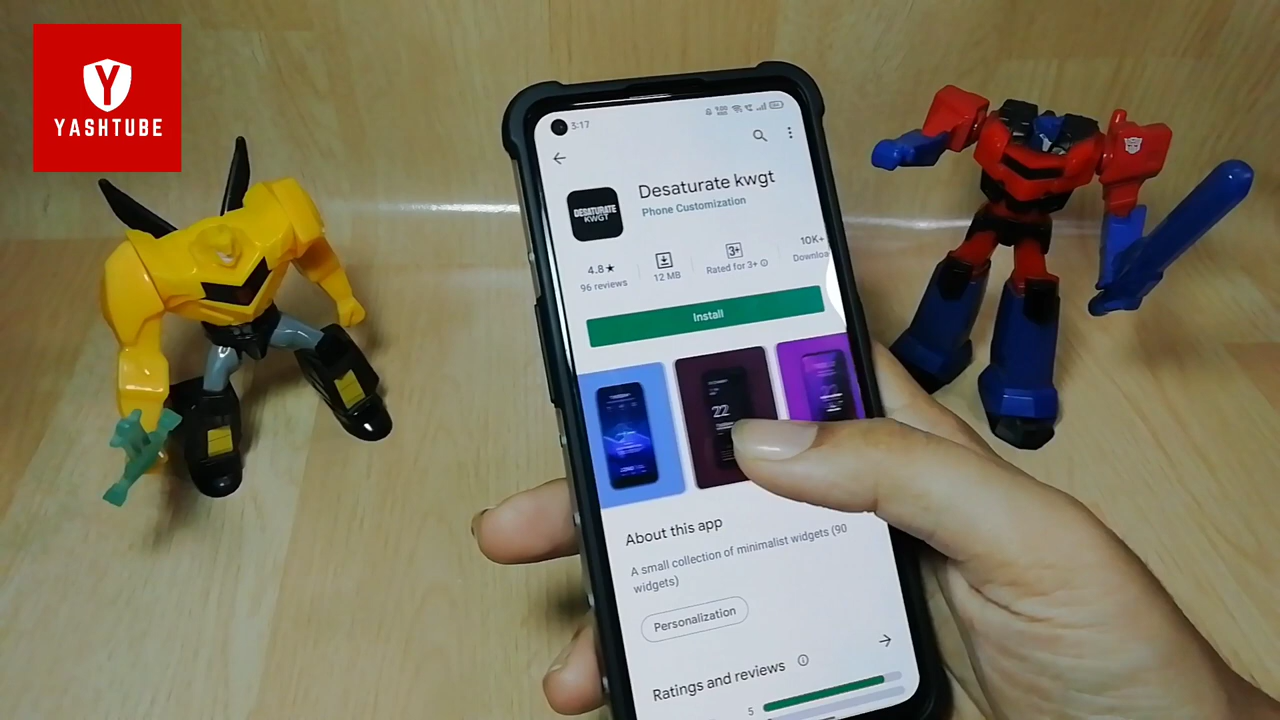 Y
YASHTUBE
3:17
Desaturate kwgt
Phone Customization
DESATURATE
KWGT
4.8★
96 reviews
12 MB
3+
Rated for 3+
10K+
Install
22
About this app
A small collection of minimalist widgets (90
widgets)
Personalization
Ratings and reviews
5